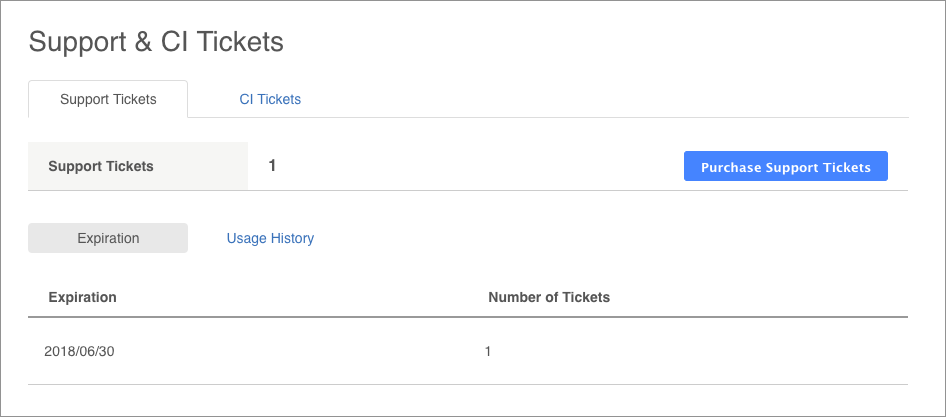 Support & CI Tickets
Support Tickets CI Tickets
Support Tickets 1 Purchase Support Tickets
Expiration Usage History
Expiration Number of Tickets
2018/06/30 1